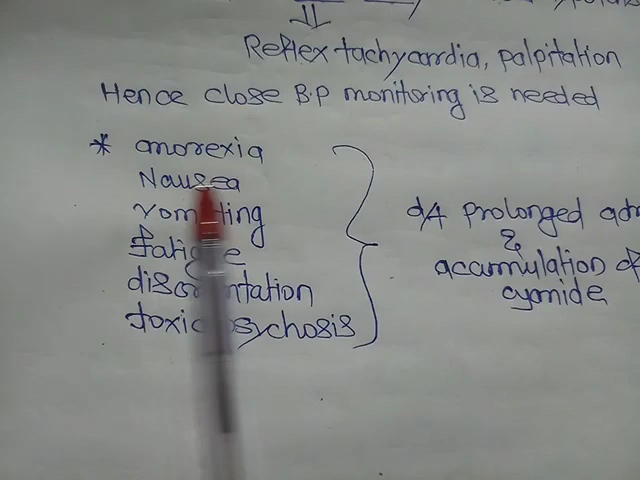 Reflex tachycardia, palpitation
Hence close B.P monitoring is needed
* anorexia
Nausea
vomiting
fatigue
disorientation
toxic psychosis
d/t prolonged
&
accumulation of
cyanide